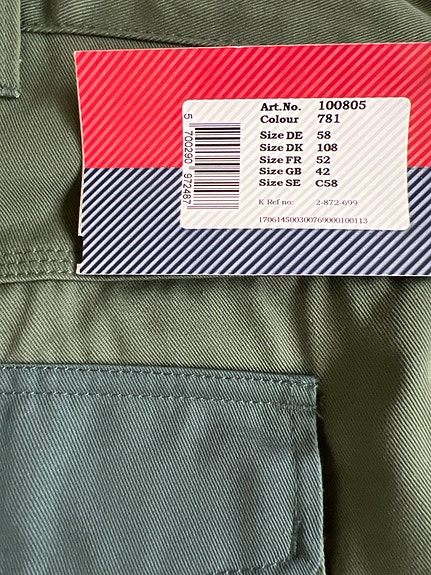 Art.No. 100805
Colour 781
Size DE 58
Size DK 108
Size FR 52
Size GB 42
Size SE C58
K Ref no: 2-872-699
170614500300769000100113
5 700290 972487